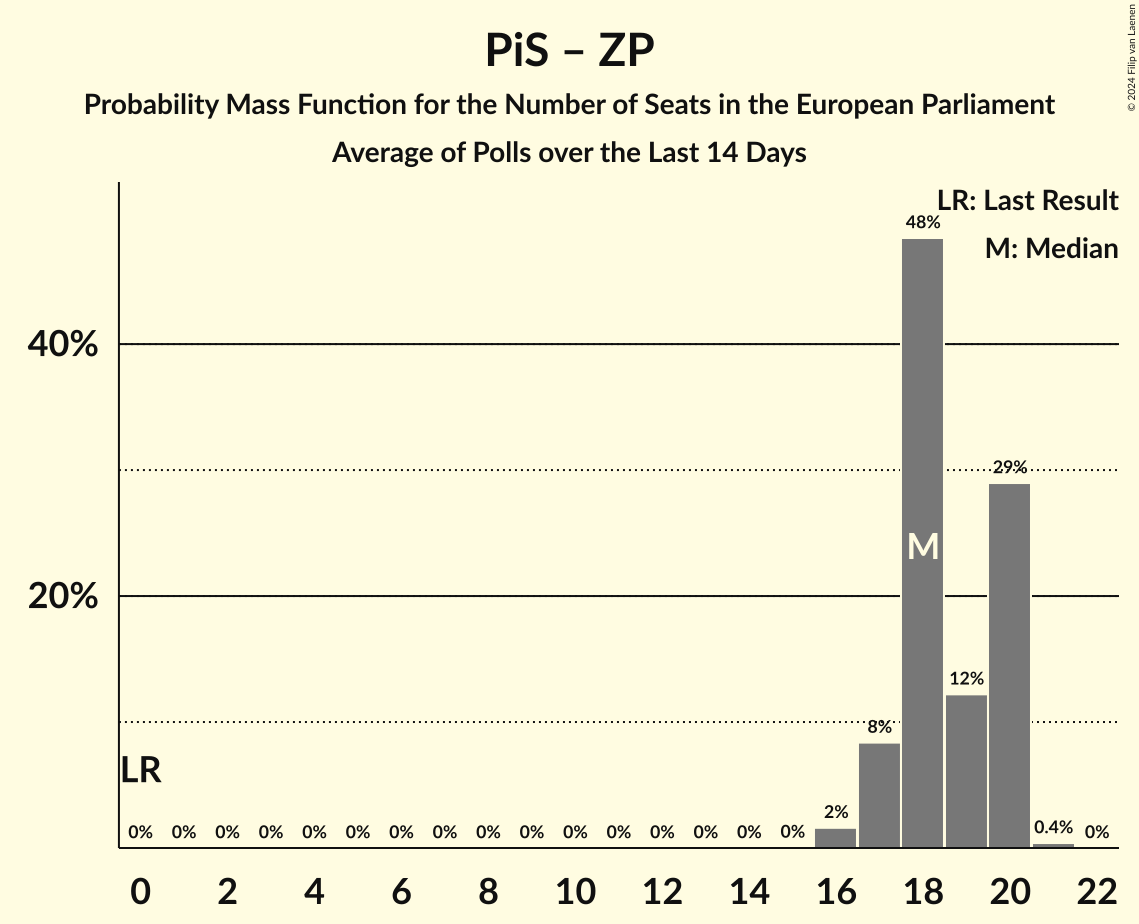 PiS – ZP
Probability Mass Function for the Number of Seats in the European Parliament
Average of Polls over the Last 14 Days
© 2024 Filip van Laenen
LR: Last Result
M: Median
48%
40%
29%
M
20%
12%
8%
LR
0% 0% 0% 0% 0% 0% 0% 0% 0% 0% 0% 0% 0% 0% 0% 0% 2% 0.4% 0%
0 2 4 6 8 10 12 14 16 18 20 22